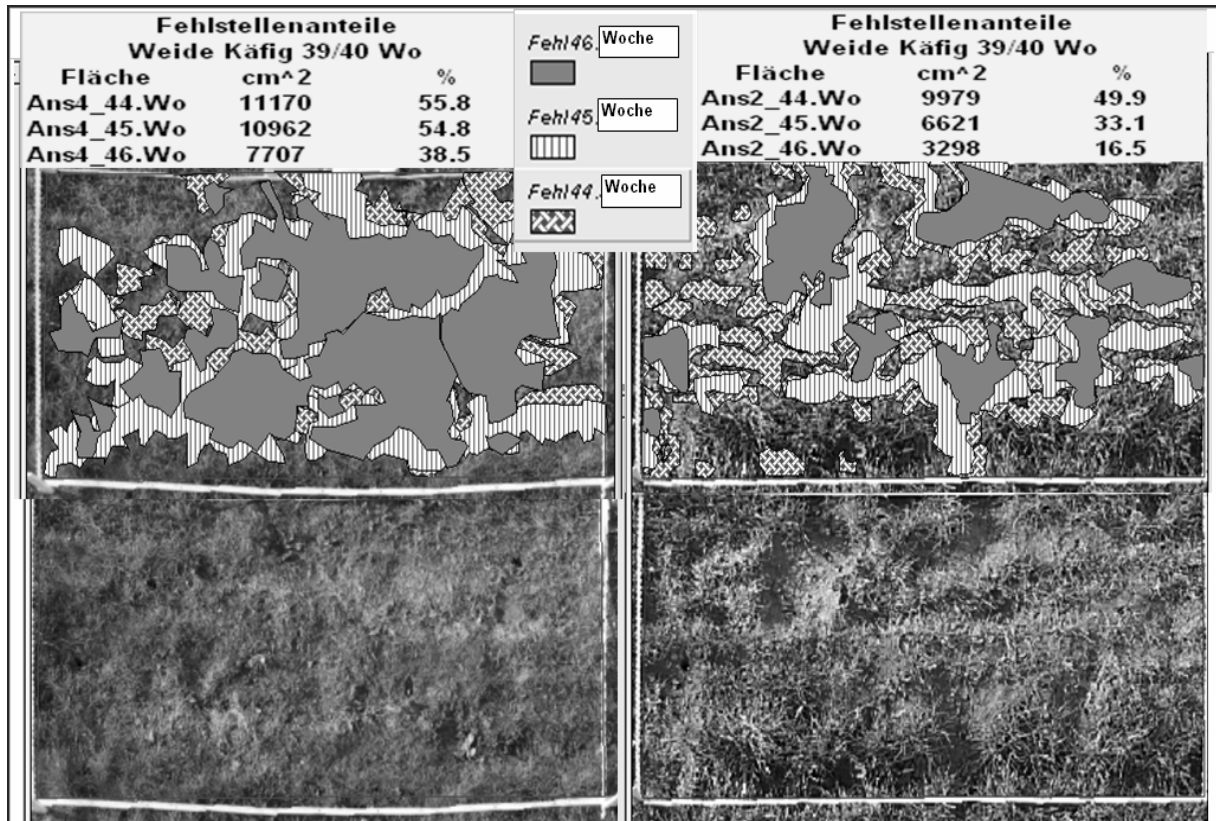 Fehlstellenanteile
Weide Käfig 39/40 Wo
Fläche cm^2 %
Ans4_44.Wo 11170 55.8
Ans4_45.Wo 10962 54.8
Ans4_46.Wo 7707 38.5
Fehl46. Woche
Fehl45. Woche
Fehl44. Woche
Fehlstellenanteile
Weide Käfig 39/40 Wo
Fläche cm^2 %
Ans2_44.Wo 9979 49.9
Ans2_45.Wo 6621 33.1
Ans2_46.Wo 3298 16.5